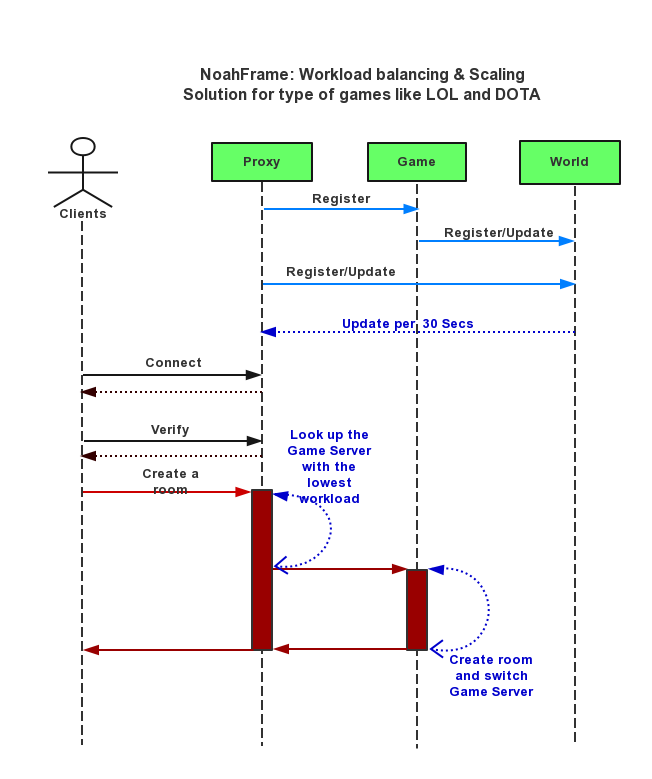 NoahFrame: Workload balancing & Scaling
Solution for type of games like LOL and DOTA
Proxy
Game
World
Clients
Register
Register/Update
Register/Update
Update per  30 Secs
Connect
Verify
Look up the
Game Server
with the
lowest
workload
Create a
room
Create room
and switch
Game Server